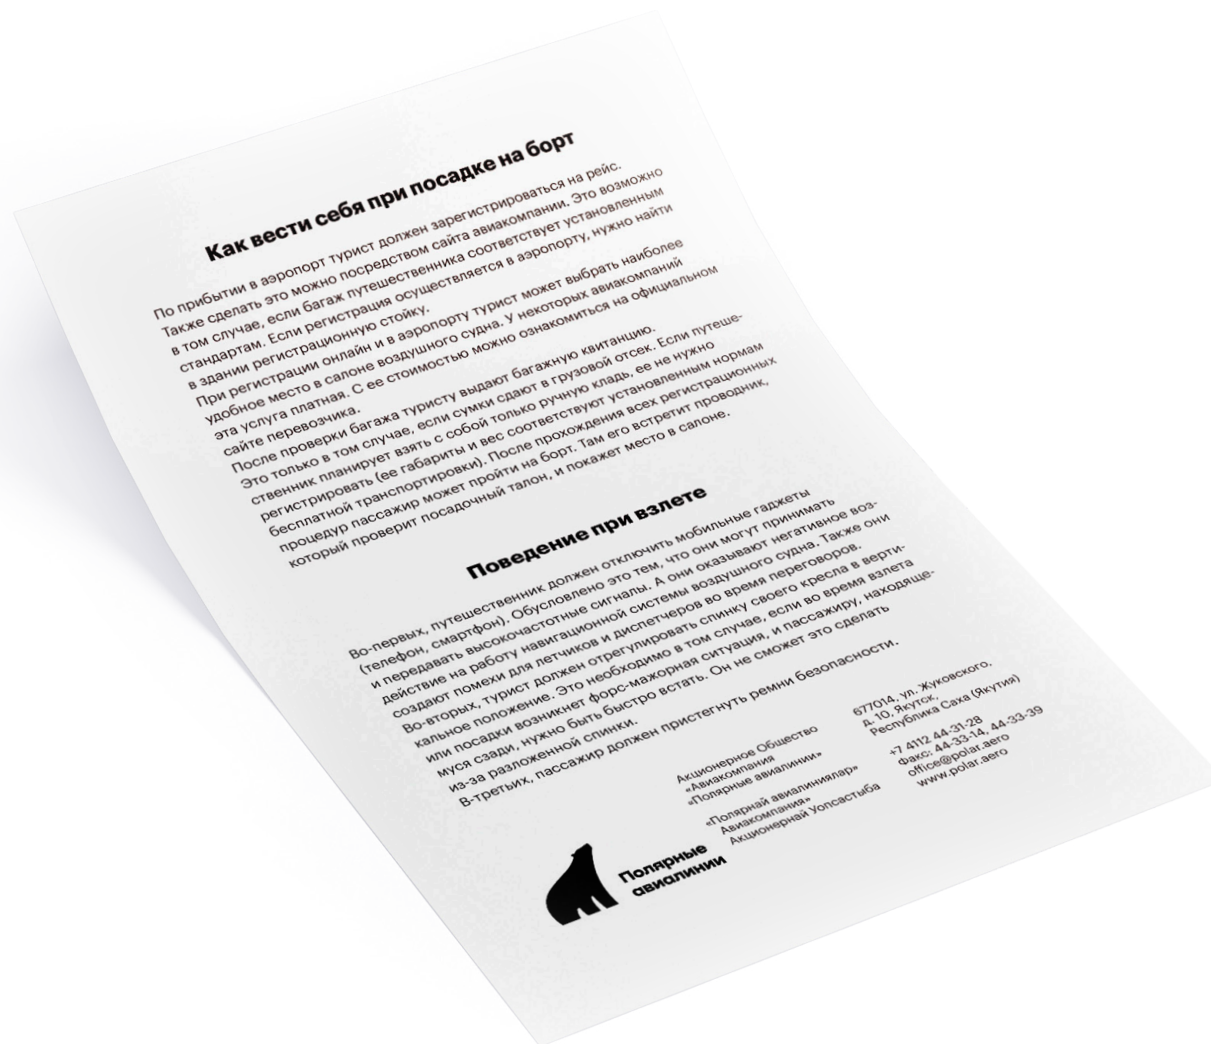 Как вести себя при посадке на борт
По прибытии в аэропорт турист должен зарегистрироваться на рейс.
Также сделать это можно посредством сайта авиакомпании. Это возможно
в том случае, если багаж путешественника соответствует установленным
стандартам. Если регистрация осуществляется в аэропорту, нужно найти
в здании регистрационную стойку.
При регистрации онлайн и в аэропорту турист может выбрать наиболее
удобное место в салоне воздушного судна. У некоторых авиакомпаний
эта услуга платная. С ее стоимостью можно ознакомиться на официальном
сайте перевозчика.
После проверки багажа туристу выдают багажную квитанцию.
Это только в том случае, если сумки сдают в грузовой отсек. Если путеше-
ственник планирует взять с собой только ручную кладь, ее не нужно
регистрировать (ее габариты и вес соответствуют установленным нормам
бесплатной транспортировки). После прохождения всех регистрационных
процедур пассажир может пройти на борт. Там его встретит проводник,
который проверит посадочный талон, и покажет место в салоне.
Поведение при взлете
Во-первых, путешественник должен отключить мобильные гаджеты
(телефон, смартфон). Обусловлено это тем, что они могут принимать
и передавать высокочастотные сигналы. А они оказывают негативное воз-
действие на работу навигационной системы воздушного судна. Также они
создают помехи для летчиков и диспетчеров во время переговоров.
Во-вторых, турист должен отрегулировать спинку своего кресла в верти-
кальное положение. Это необходимо в том случае, если во время взлета
или посадки возникнет форс-мажорная ситуация, и пассажиру, находяще-
муся сзади, нужно быть быстро встать. Он не сможет это сделать
из-за разложенной спинки.
В-третьих, пассажир должен пристегнуть ремни безопасности.
Полярные
авиалинии
Акционерное Общество
«Авиакомпания
«Полярные авиалинии»
«Полярнай авиалиниялар»
Авиакомпания»
Акционернай Уопсастыба
677014, ул. Жуковского,
д. 10, Якутск,
Республика Саха (Якутия)
+7 4112 44-31-28
Факс: 44-33-14, 44-33-39
office@polar.aero
www.polar.aero